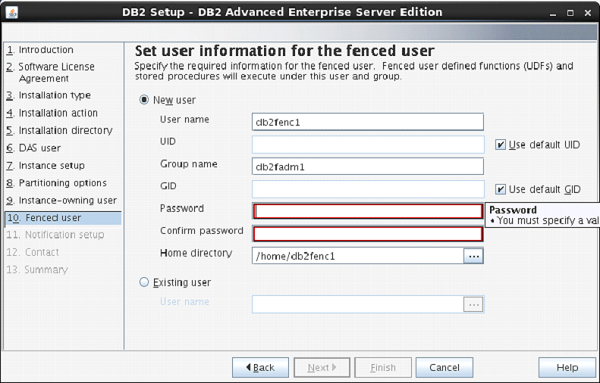 DB2 Setup - DB2 Advanced Enterprise Server Edition
1. Introduction
2. Software License
Agreement
3. Installation type
4. Installation action
5. Installation directory
6. DAS user
7. Instance setup
8. Partitioning options
9. Instance-owning user
10. Fenced user
11. Notification setup
12. Contact
13. Summary
Set user information for the fenced user
Specify the required information for the fenced user. Fenced user defined functions (UDFs) and
stored procedures will execute under this user and group.
New user
User name db2fenc1
UID Use default UID
Group name db2fadm1
GID Use default GID
Password
Password
• You must specify a val
Confirm password
Home directory /home/db2fenc1 ...
Existing user
User name ...
Back Next Finish Cancel Help